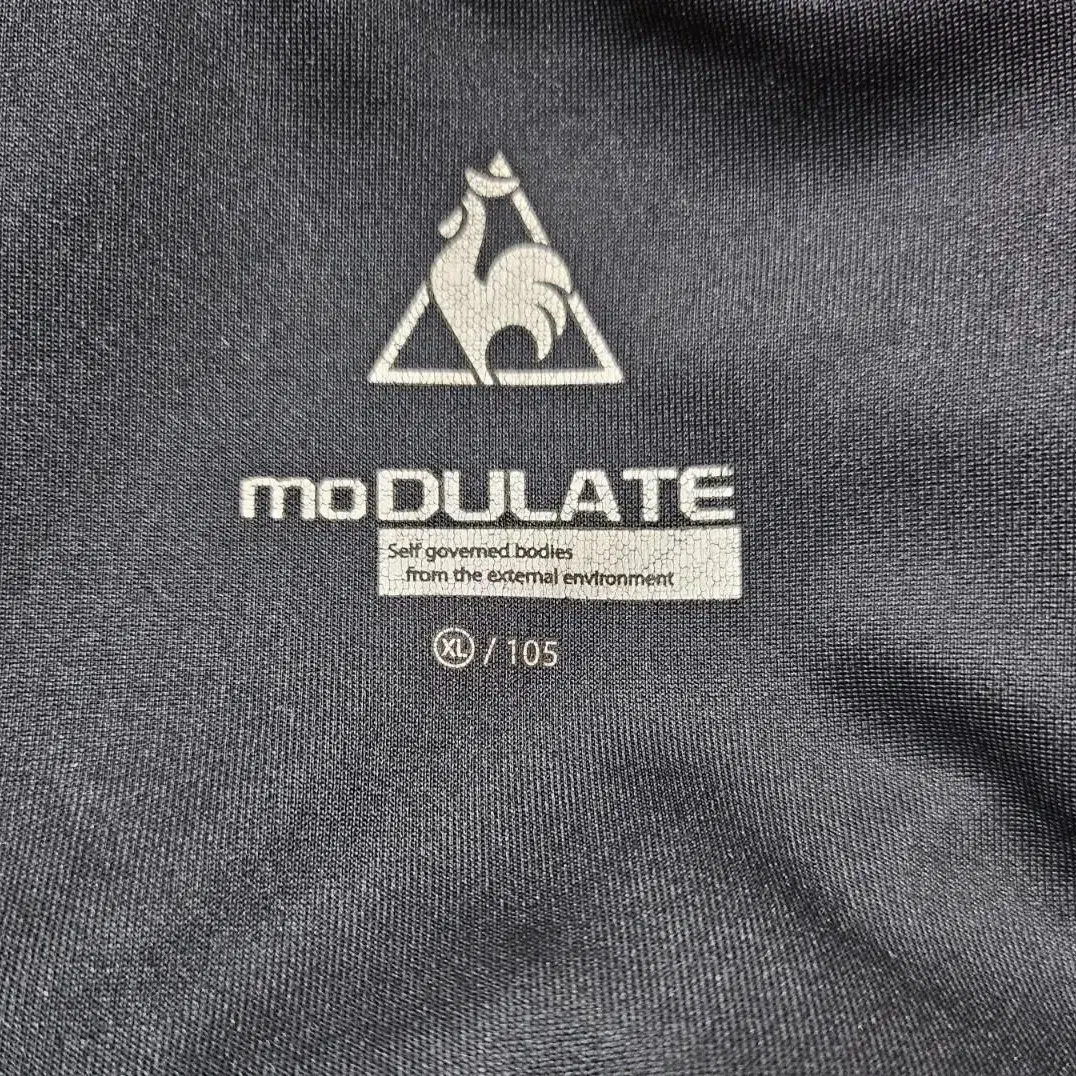 moDULATE
Self governed bodies
from the external environment
XL / 105